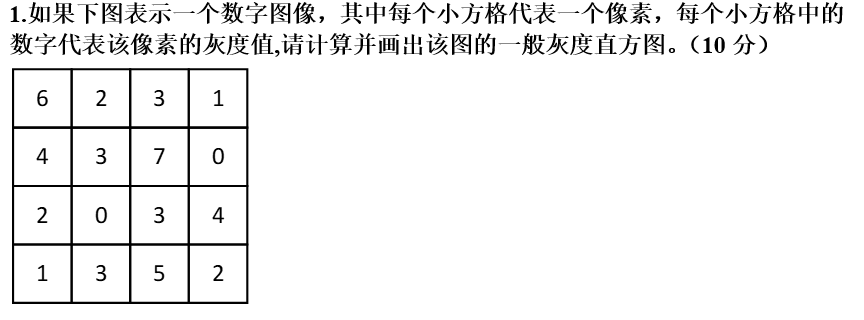 1.如果下图表示一个数字图像，其中每个小方格代表一个像素，每个小方格中的
数字代表该像素的灰度值,请计算并画出该图的一般灰度直方图。（10 分）
6 2 3 1
4 3 7 0
2 0 3 4
1 3 5 2